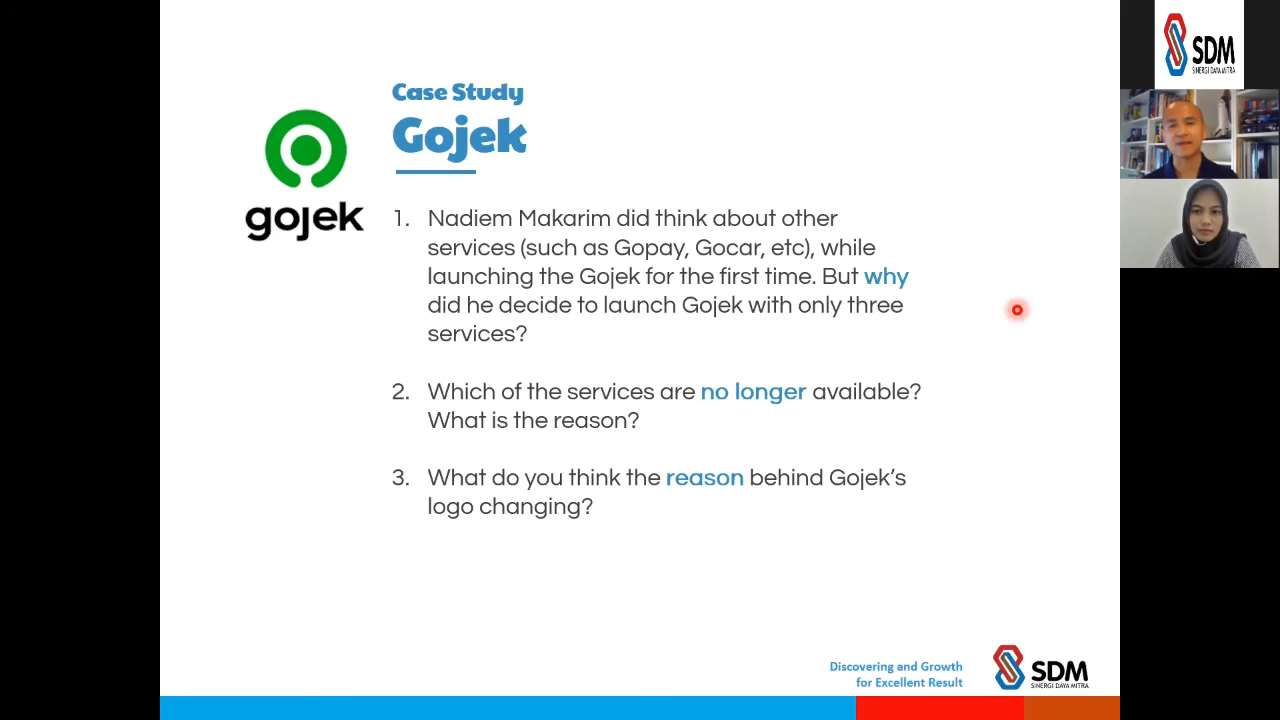 SDM
SINERGI DAYA MITRA
Case Study
Gojek
gojek
1. Nadiem Makarim did think about other
services (such as Gopay, Gocar, etc), while
launching the Gojek for the first time. But why
did he decide to launch Gojek with only three
services?
2. Which of the services are no longer available?
What is the reason?
3. What do you think the reason behind Gojek's
logo changing?
Discovering and Growth
for Excellent Result
SDM
SINERGI DAYA MITRA